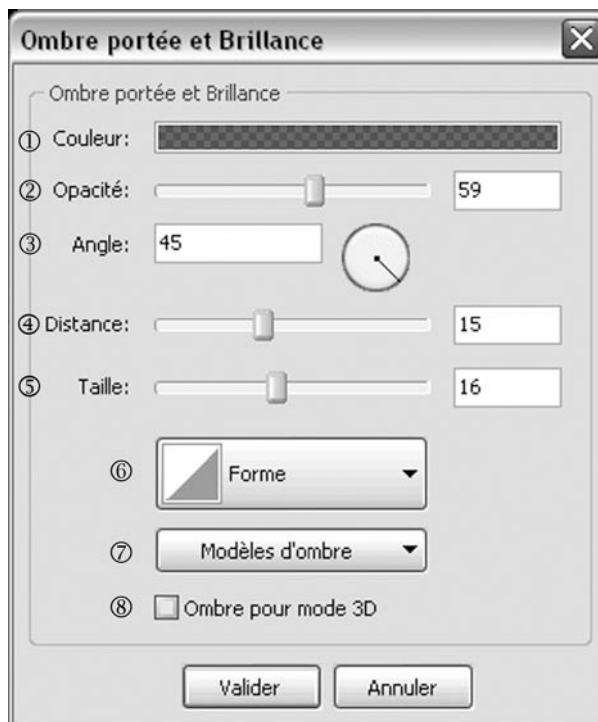 Ombre portée et Brillance
Ombre portée et Brillance
① Couleur:
② Opacité: 59
③ Angle: 45
④ Distance: 15
⑤ Taille: 16
⑥ Forme
⑦ Modèles d'ombre
⑧ Ombre pour mode 3D
Valider Annuler